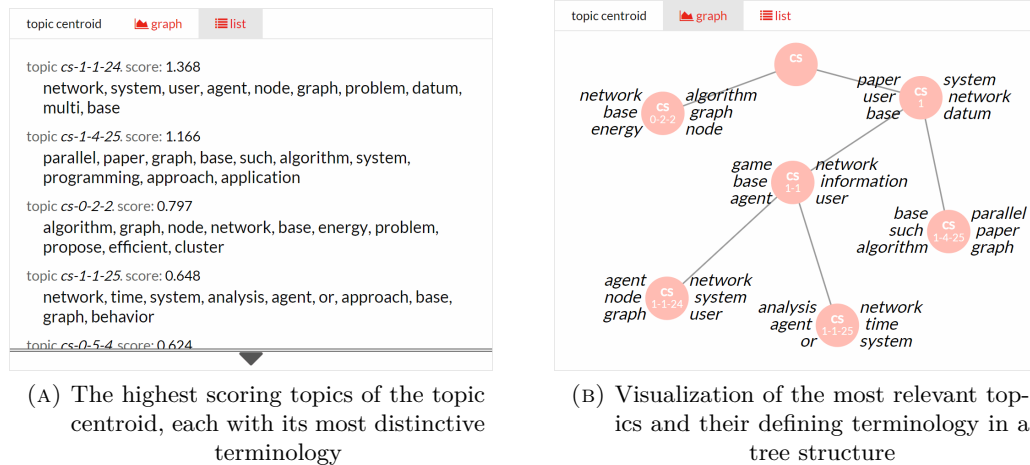 topic centroid graph list
topic cs-1-1-24. score: 1.368
network, system, user, agent, node, graph, problem, datum,
multi, base
topic cs-1-4-25. score: 1.166
parallel, paper, graph, base, such, algorithm, system,
programming, approach, application
topic cs-0-2-2. score: 0.797
algorithm, graph, node, network, base, energy, problem,
propose, efficient, cluster
topic cs-1-1-25. score: 0.648
network, time, system, analysis, agent, or, approach, base,
graph, behavior
topic cs-0-5-4. score: 0.624
(A) The highest scoring topics of the topic
centroid, each with its most distinctive
terminology
topic centroid graph list
cs
network
base
energy
cs
0-2-2
algorithm
graph
node
paper
user
base
cs
1
system
network
datum
game
base
agent
cs
1-1
network
information
user
base
such
algorithm
cs
1-4-25
parallel
paper
graph
agent
node
graph
cs
1-1-24
network
system
user
analysis
agent
or
cs
1-1-25
network
time
system
(B) Visualization of the most relevant top-
ics and their defining terminology in a
tree structure